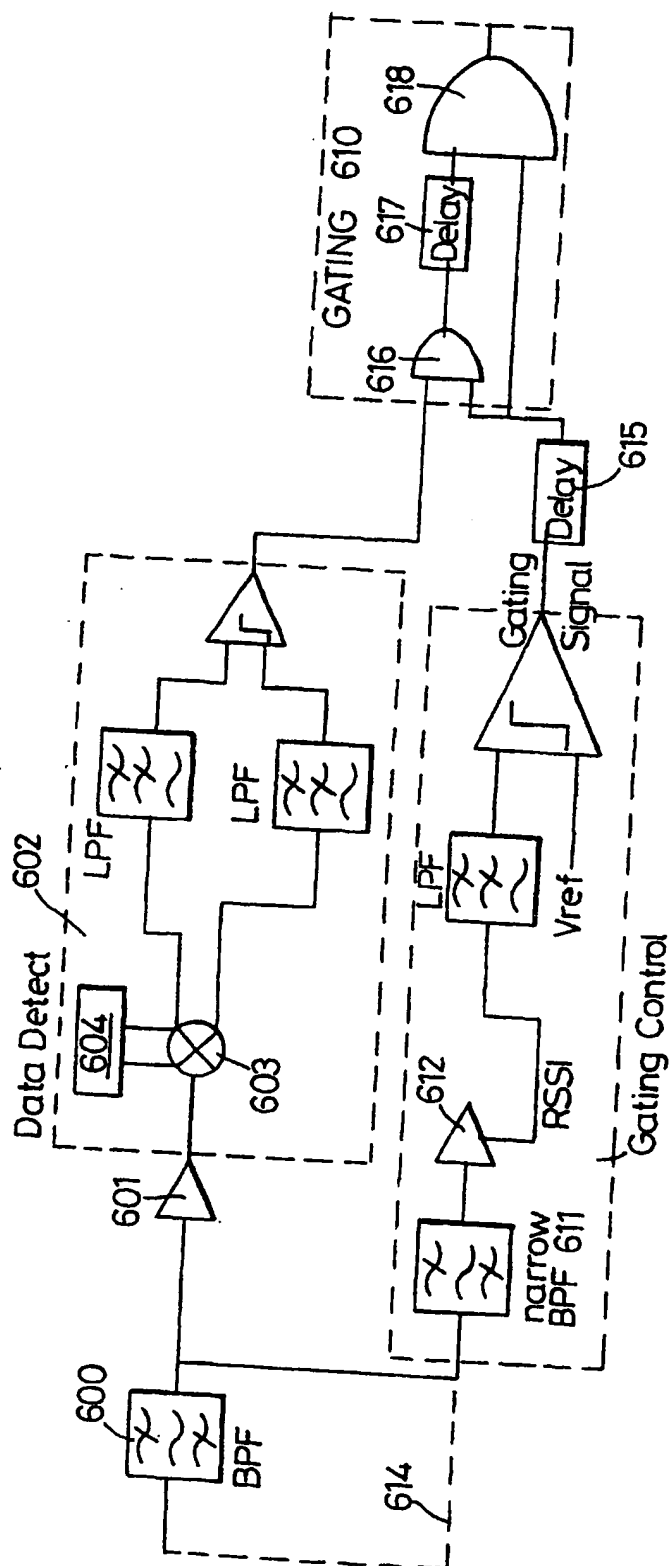 600
BPF
614
601
Data Detect
604
603
602
LPF
LPF
narrow
BPF 611
612
RSSI
LPF
Vref
Gating Control
Gating
Signal
Delay
615
GATING 610
616
617
Delay
618